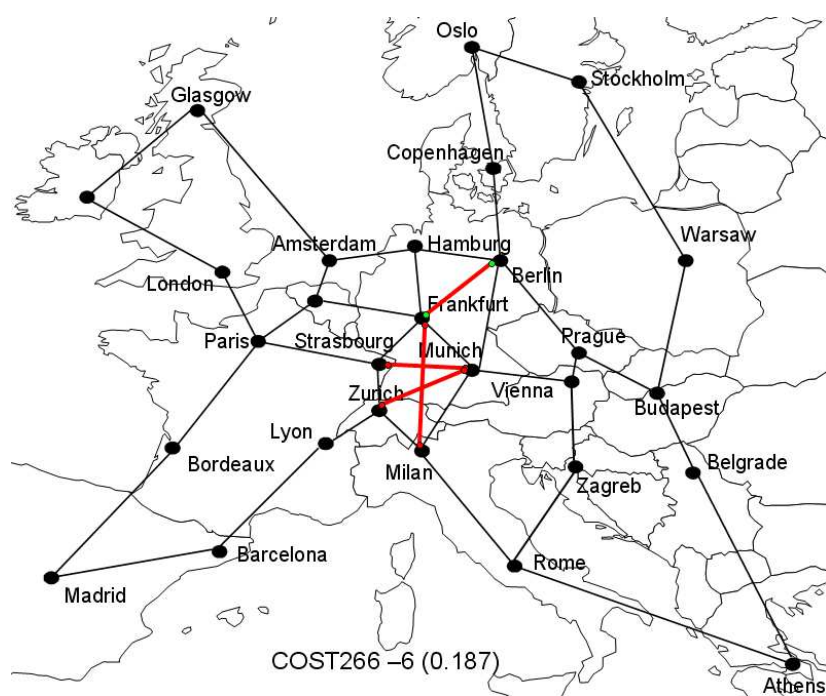 Oslo
Stockholm
Glasgow
Copenhagen
Amsterdam
Hamburg
Warsaw
London
Berlin
Frankfurt
Paris
Strasbourg
Munich
Prague
Zurich
Vienna
Budapest
Lyon
Bordeaux
Milan
Belgrade
Zagreb
Barcelona
Rome
Madrid
COST266 –6 (0.187)
Athens